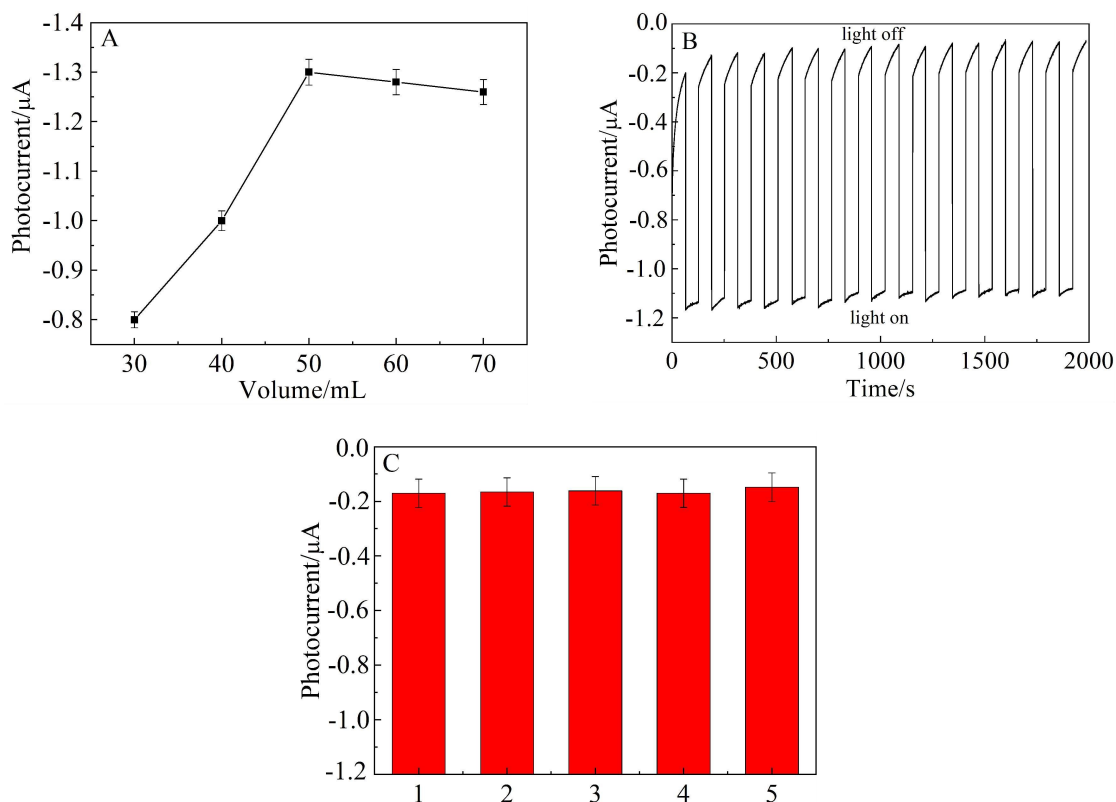 A
Photocurrent/μA
-1.4
-1.3
-1.2
-1.1
-1.0
-0.9
-0.8
30 40 50 60 70
Volume/mL
B
Photocurrent/μA
0.0
-0.2
-0.4
-0.6
-0.8
-1.0
-1.2
light off
light on
0 500 1000 1500 2000
Time/s
C
Photocurrent/μA
0.0
-0.2
-0.4
-0.6
-0.8
-1.0
-1.2
1 2 3 4 5